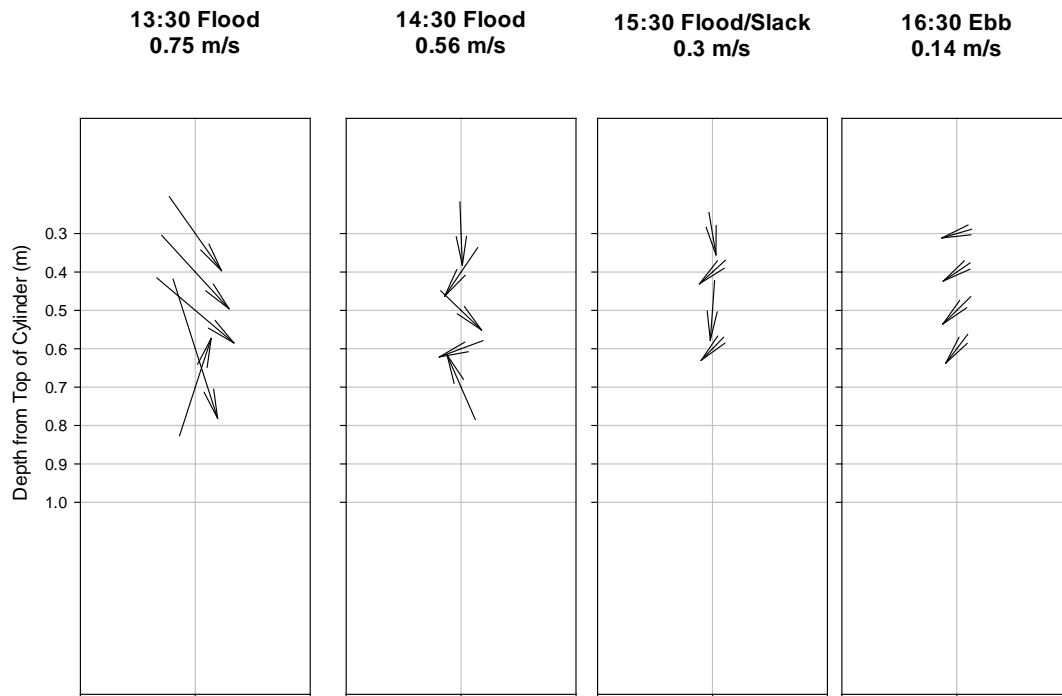 13:30 Flood
0.75 m/s
14:30 Flood
0.56 m/s
15:30 Flood/Slack
0.3 m/s
16:30 Ebb
0.14 m/s
Depth from Top of Cylinder (m)
0.3
0.4
0.5
0.6
0.7
0.8
0.9
1.0